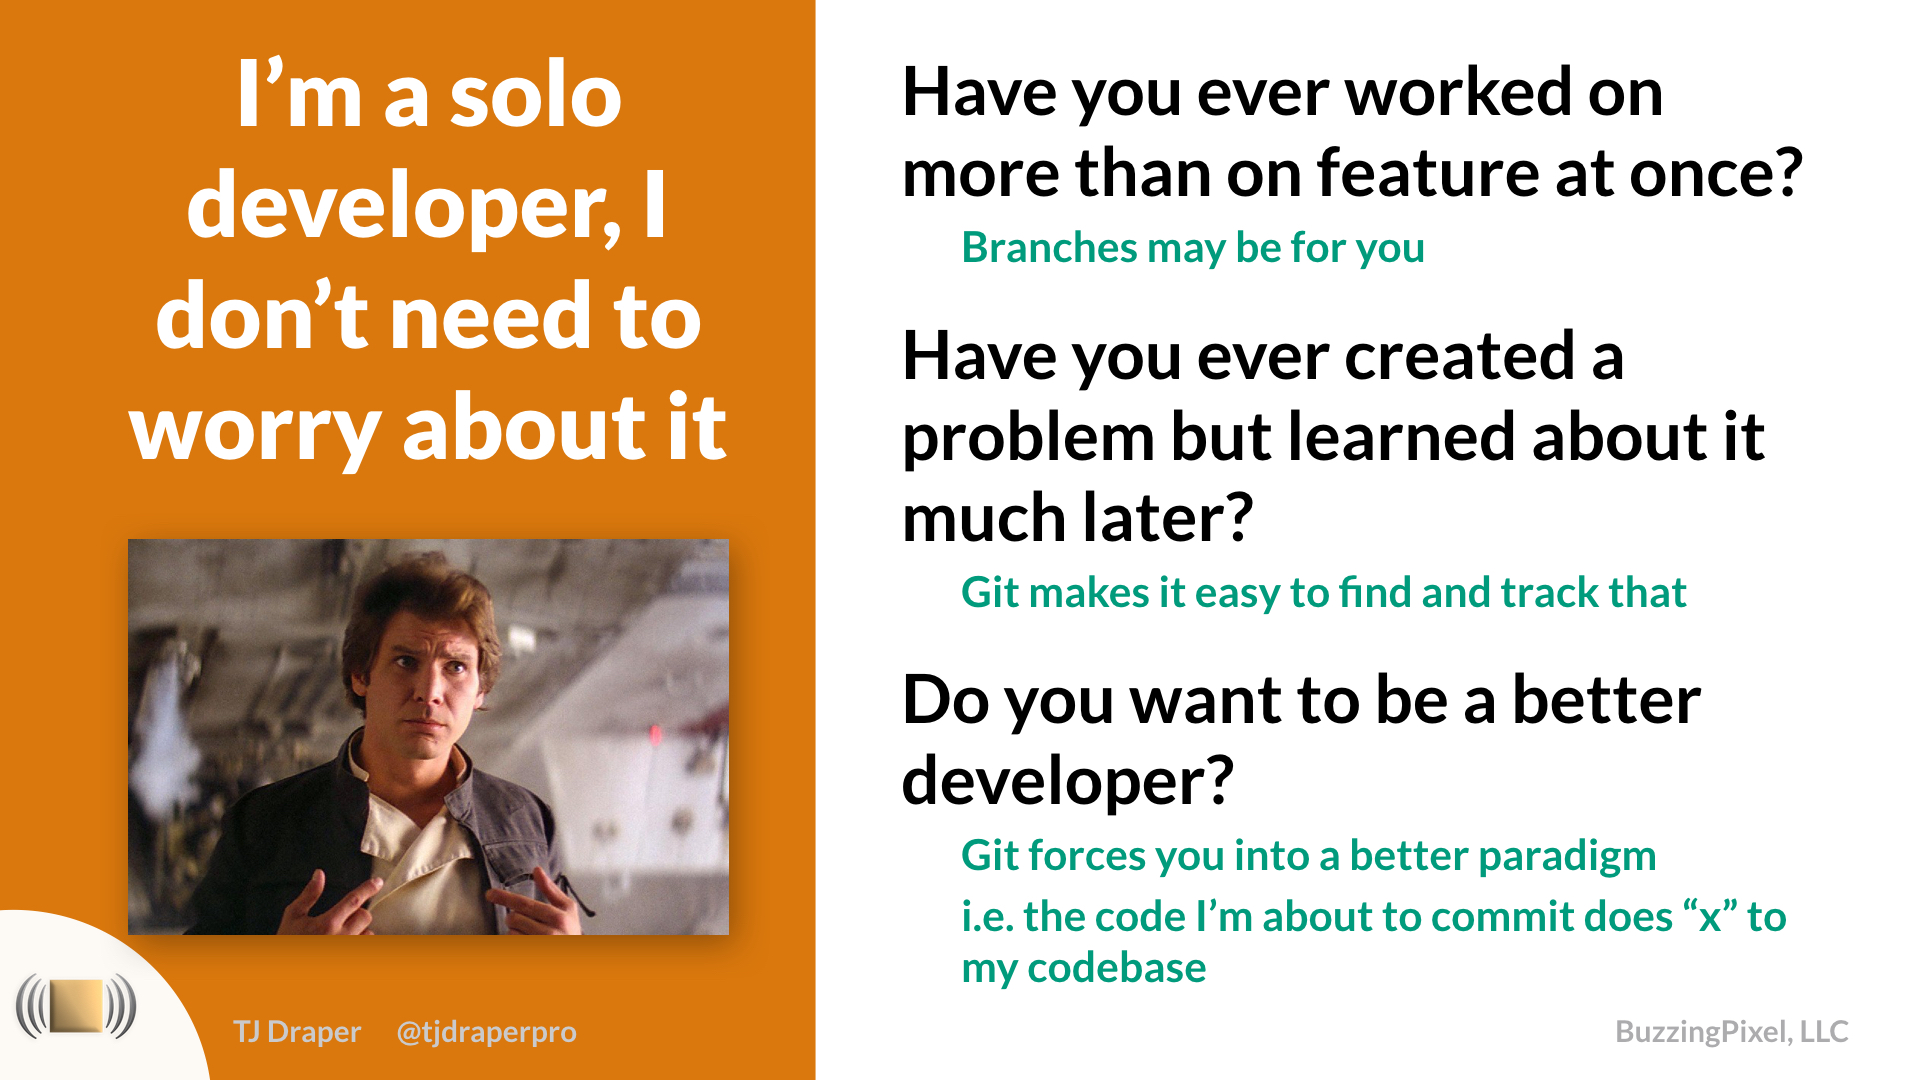 I’m a solo
developer, I
don’t need to
worry about it
TJ Draper @tjdraperpro
Have you ever worked on
more than on feature at once?
Branches may be for you
Have you ever created a
problem but learned about it
much later?
Git makes it easy to find and track that
Do you want to be a better
developer?
Git forces you into a better paradigm
i.e. the code I’m about to commit does “x” to
my codebase
BuzzingPixel, LLC